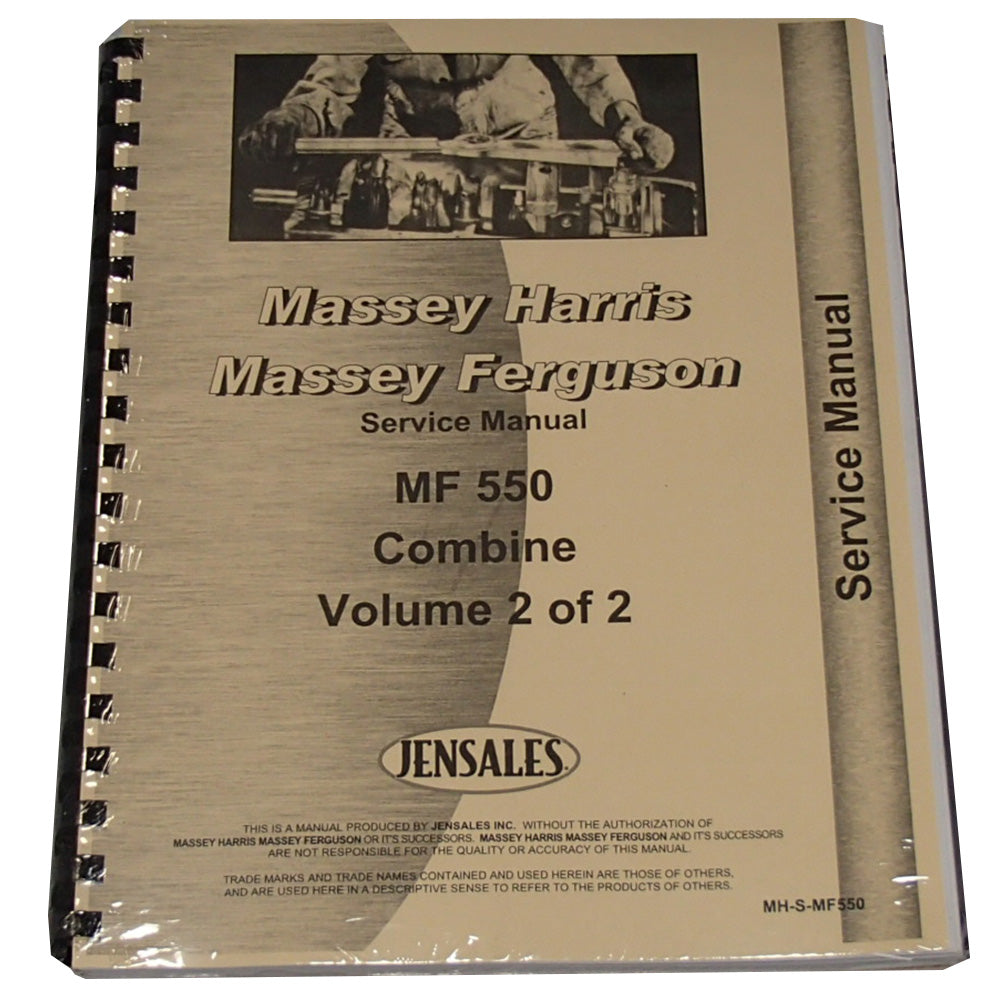 Massey Harris
Massey Ferguson
Service Manual
MF 550
Combine
Volume 2 of 2
JENSALES
THIS IS A MANUAL PRODUCED BY JENSALES INC. WITHOUT THE AUTHORIZATION OF
MASSEY HARRIS MASSEY FERGUSON OR IT'S SUCCESSORS. MASSEY HARRIS MASSEY FERGUSON AND IT'S SUCCESSORS
ARE NOT RESPONSIBLE FOR THE QUALITY OR ACCURACY OF THIS MANUAL.
TRADE MARKS AND TRADE NAMES CONTAINED AND USED HEREIN ARE THOSE OF OTHERS,
AND ARE USED HERE IN A DESCRIPTIVE SENSE TO REFER TO THE PRODUCTS OF OTHERS.
MH-S-MF550
Service Manual